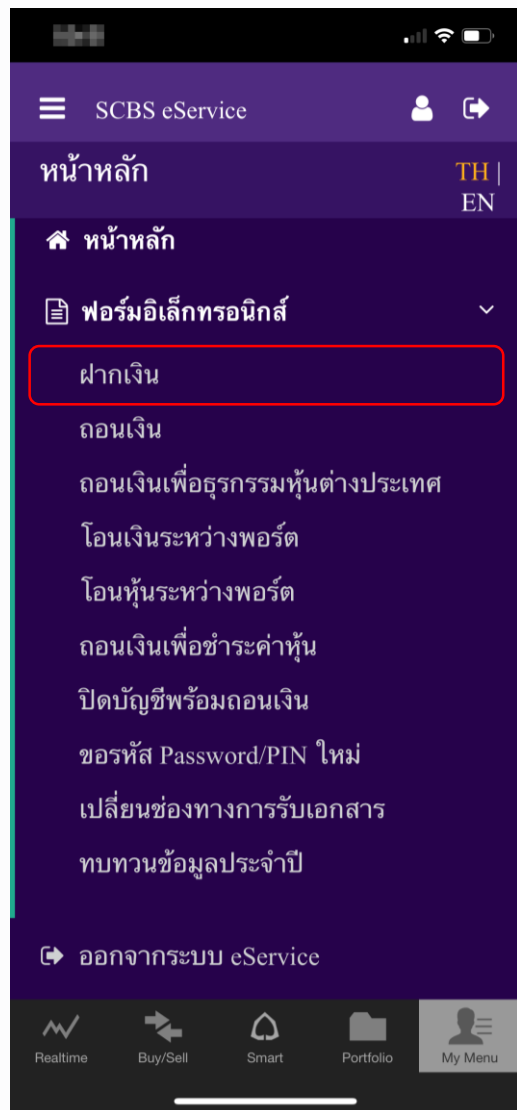 SCBS eService
หน้าหลัก
TH |
EN
หน้าหลัก
ฟอร์มอิเล็กทรอนิกส์
ฝากเงิน
ถอนเงิน
ถอนเงินเพื่อธุรกรรมหุ้นต่างประเทศ
โอนเงินระหว่างพอร์ต
โอนหุ้นระหว่างพอร์ต
ถอนเงินเพื่อชำระค่าหุ้น
ปิดบัญชีพร้อมถอนเงิน
ขอรหัส Password/PIN ใหม่
เปลี่ยนช่องทางการรับเอกสาร
ทบทวนข้อมูลประจำปี
ออกจากระบบ eService
Realtime Buy/Sell Smart Portfolio My Menu